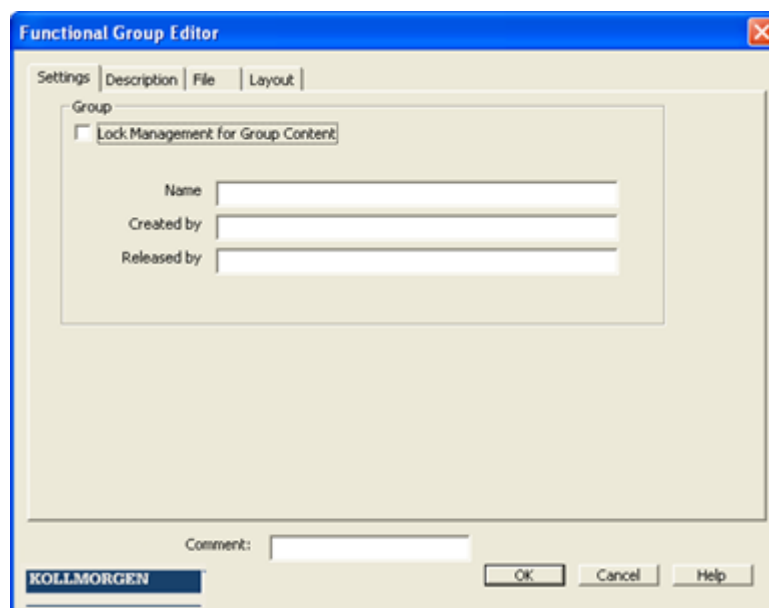 Functional Group Editor
Settings Description File Layout
Group
Lock Management for Group Content
Name
Created by
Released by
Comment:
KOLLMORGEN
OK Cancel Help